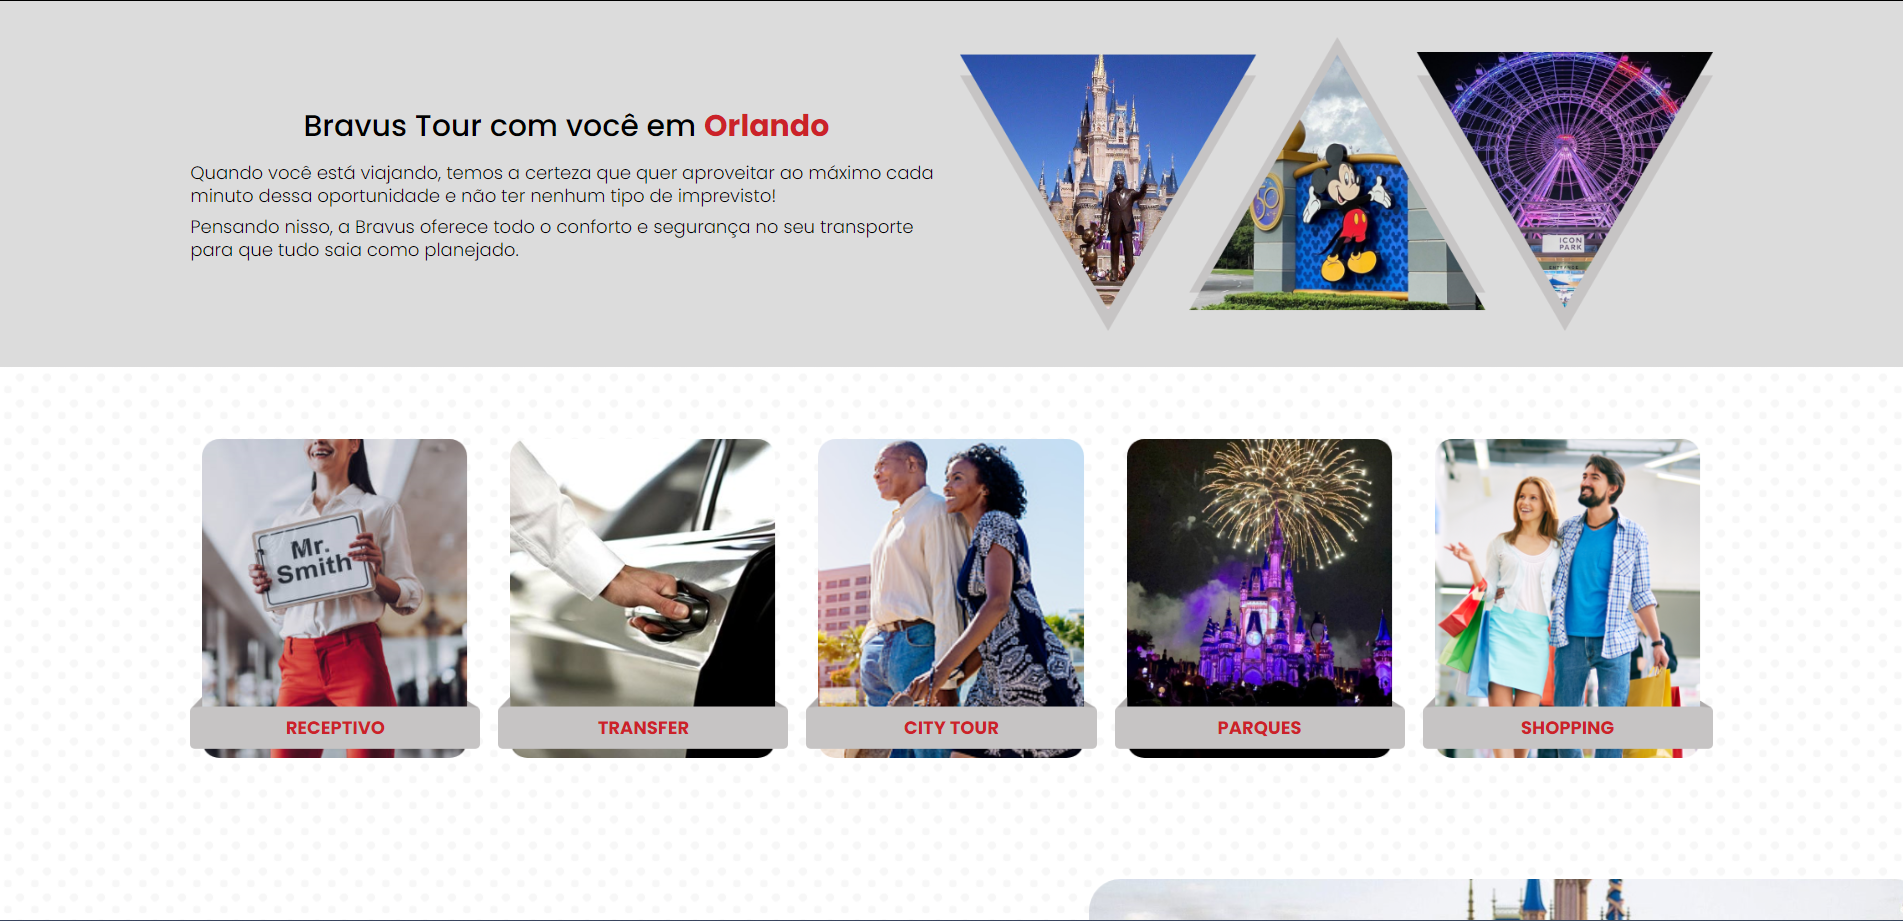 Bravus Tour com você em Orlando
Quando você está viajando, temos a certeza que quer aproveitar ao máximo cada
minuto dessa oportunidade e não ter nenhum tipo de imprevisto!
Pensando nisso, a Bravus oferece todo o conforto e segurança no seu transporte
para que tudo saia como planejado.
50
ICON
PARK
ENTRANCE
Mr.
Smith
RECEPTIVO
TRANSFER
CITY TOUR
PARQUES
SHOPPING